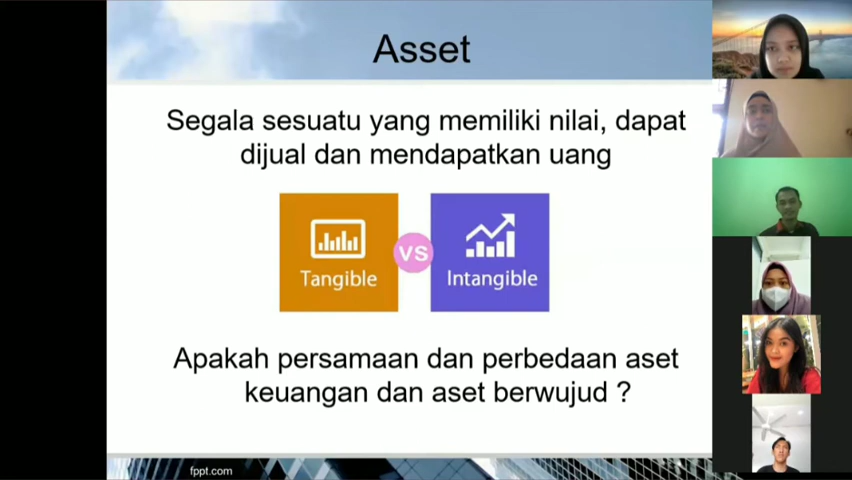 Asset
Segala sesuatu yang memiliki nilai, dapat
dijual dan mendapatkan uang
Tangible
vs
Intangible
Apakah persamaan dan perbedaan aset
keuangan dan aset berwujud ?
fppt.com